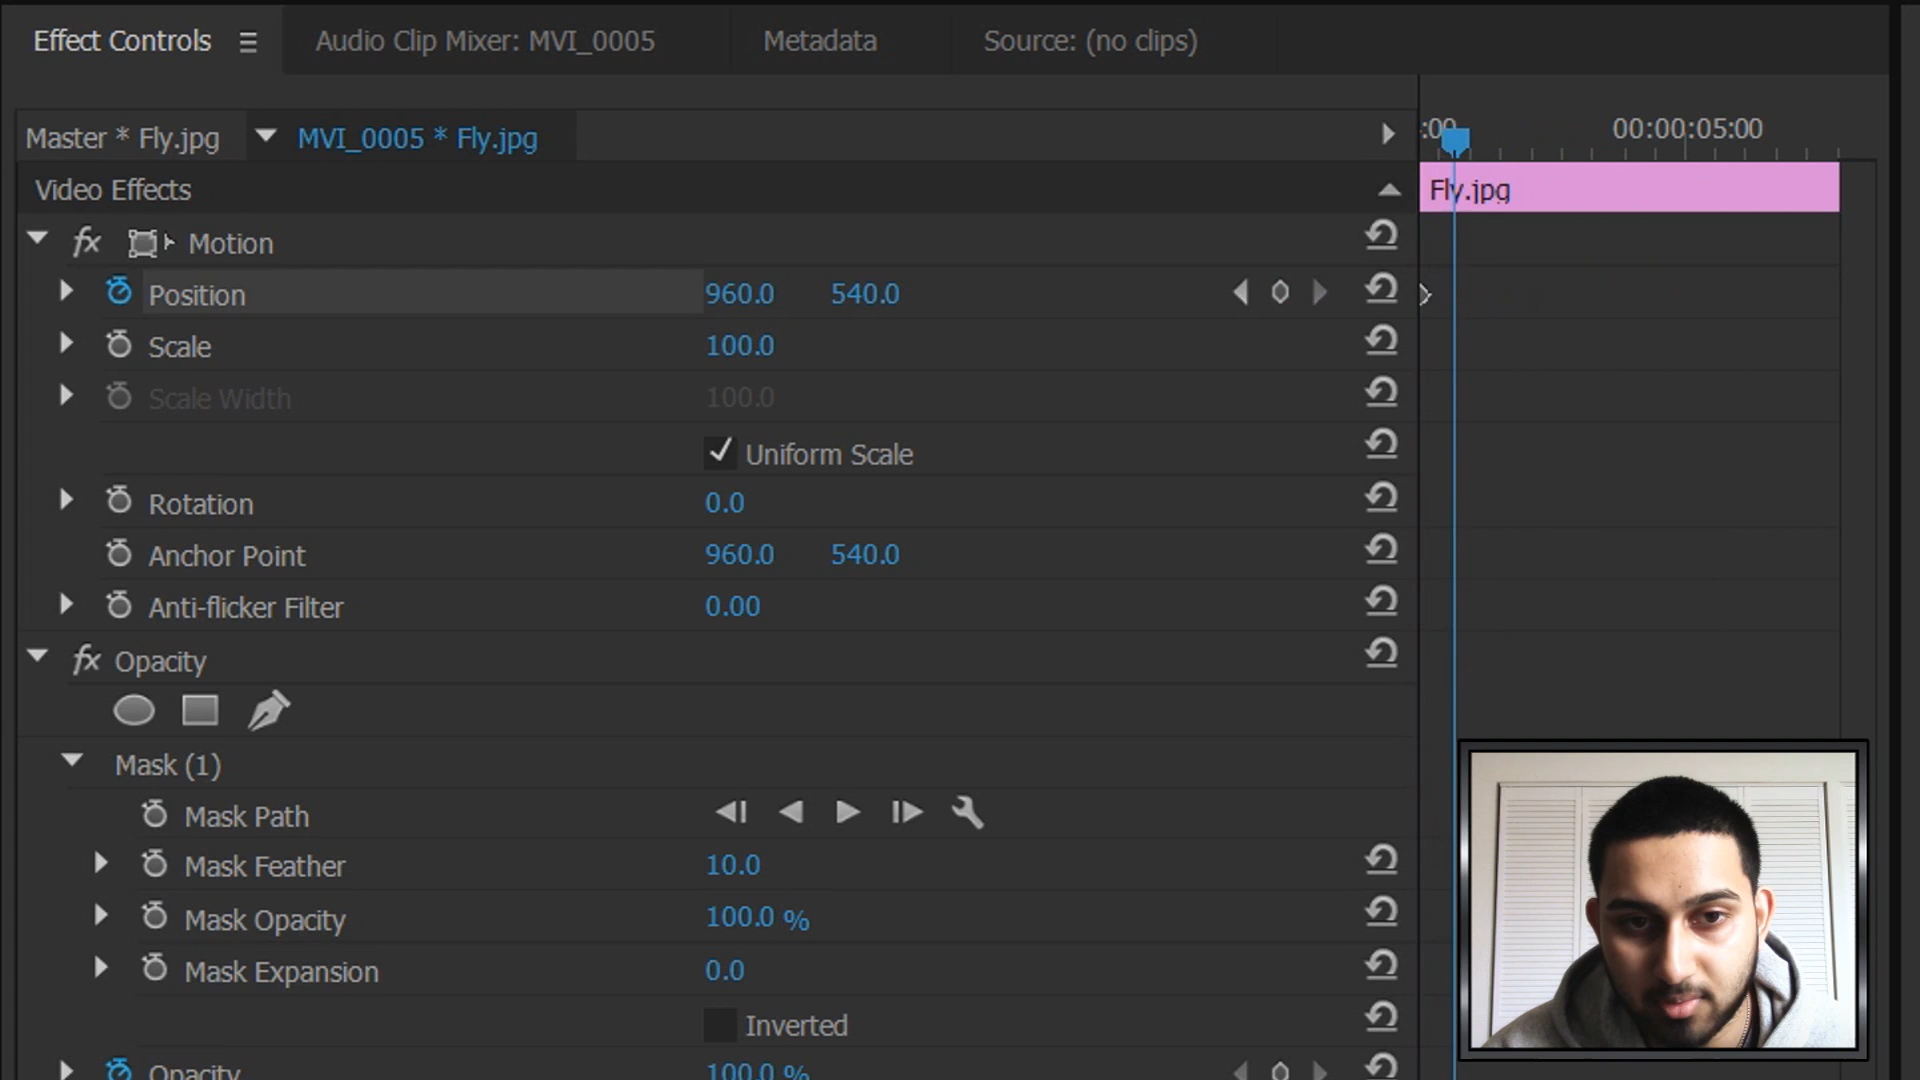 Effect Controls Audio Clip Mixer: MVI_0005 Metadata Source: (no clips)
Master * Fly.jpg MVI_0005 * Fly.jpg :00 00:00:05:00
Video Effects Fly.jpg
fx Motion
Position 960.0 540.0
Scale 100.0
Scale Width 100.0
Uniform Scale
Rotation 0.0
Anchor Point 960.0 540.0
Anti-flicker Filter 0.00
fx Opacity
Mask (1)
Mask Path
Mask Feather 10.0
Mask Opacity 100.0 %
Mask Expansion 0.0
Inverted
Opacity 100.0 %